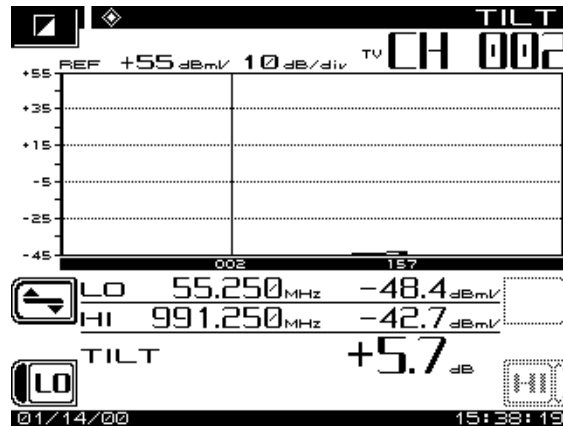 TILT
REF +55 dBmV 10 dB/div TV CH 002
+55
+35
+15
-5
-25
-45
002 157
LO 55.250 MHz -48.4 dBmV
HI 991.250 MHz -42.7 dBmV
TILT +5.7 dB
LO HI
01/14/00 15:38:19